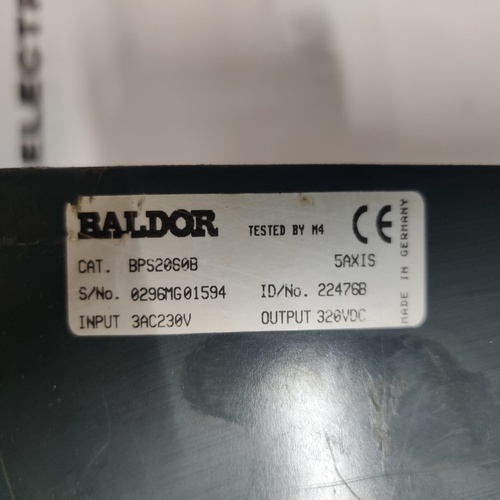 ELECTR
BALDOR TESTED BY M4 CE
CAT. BPS2060B 5AXIS
S/No. 0296MG01594 ID/No. 22476B
INPUT 3AC230V OUTPUT 320VDC
MADE IN GERMANY